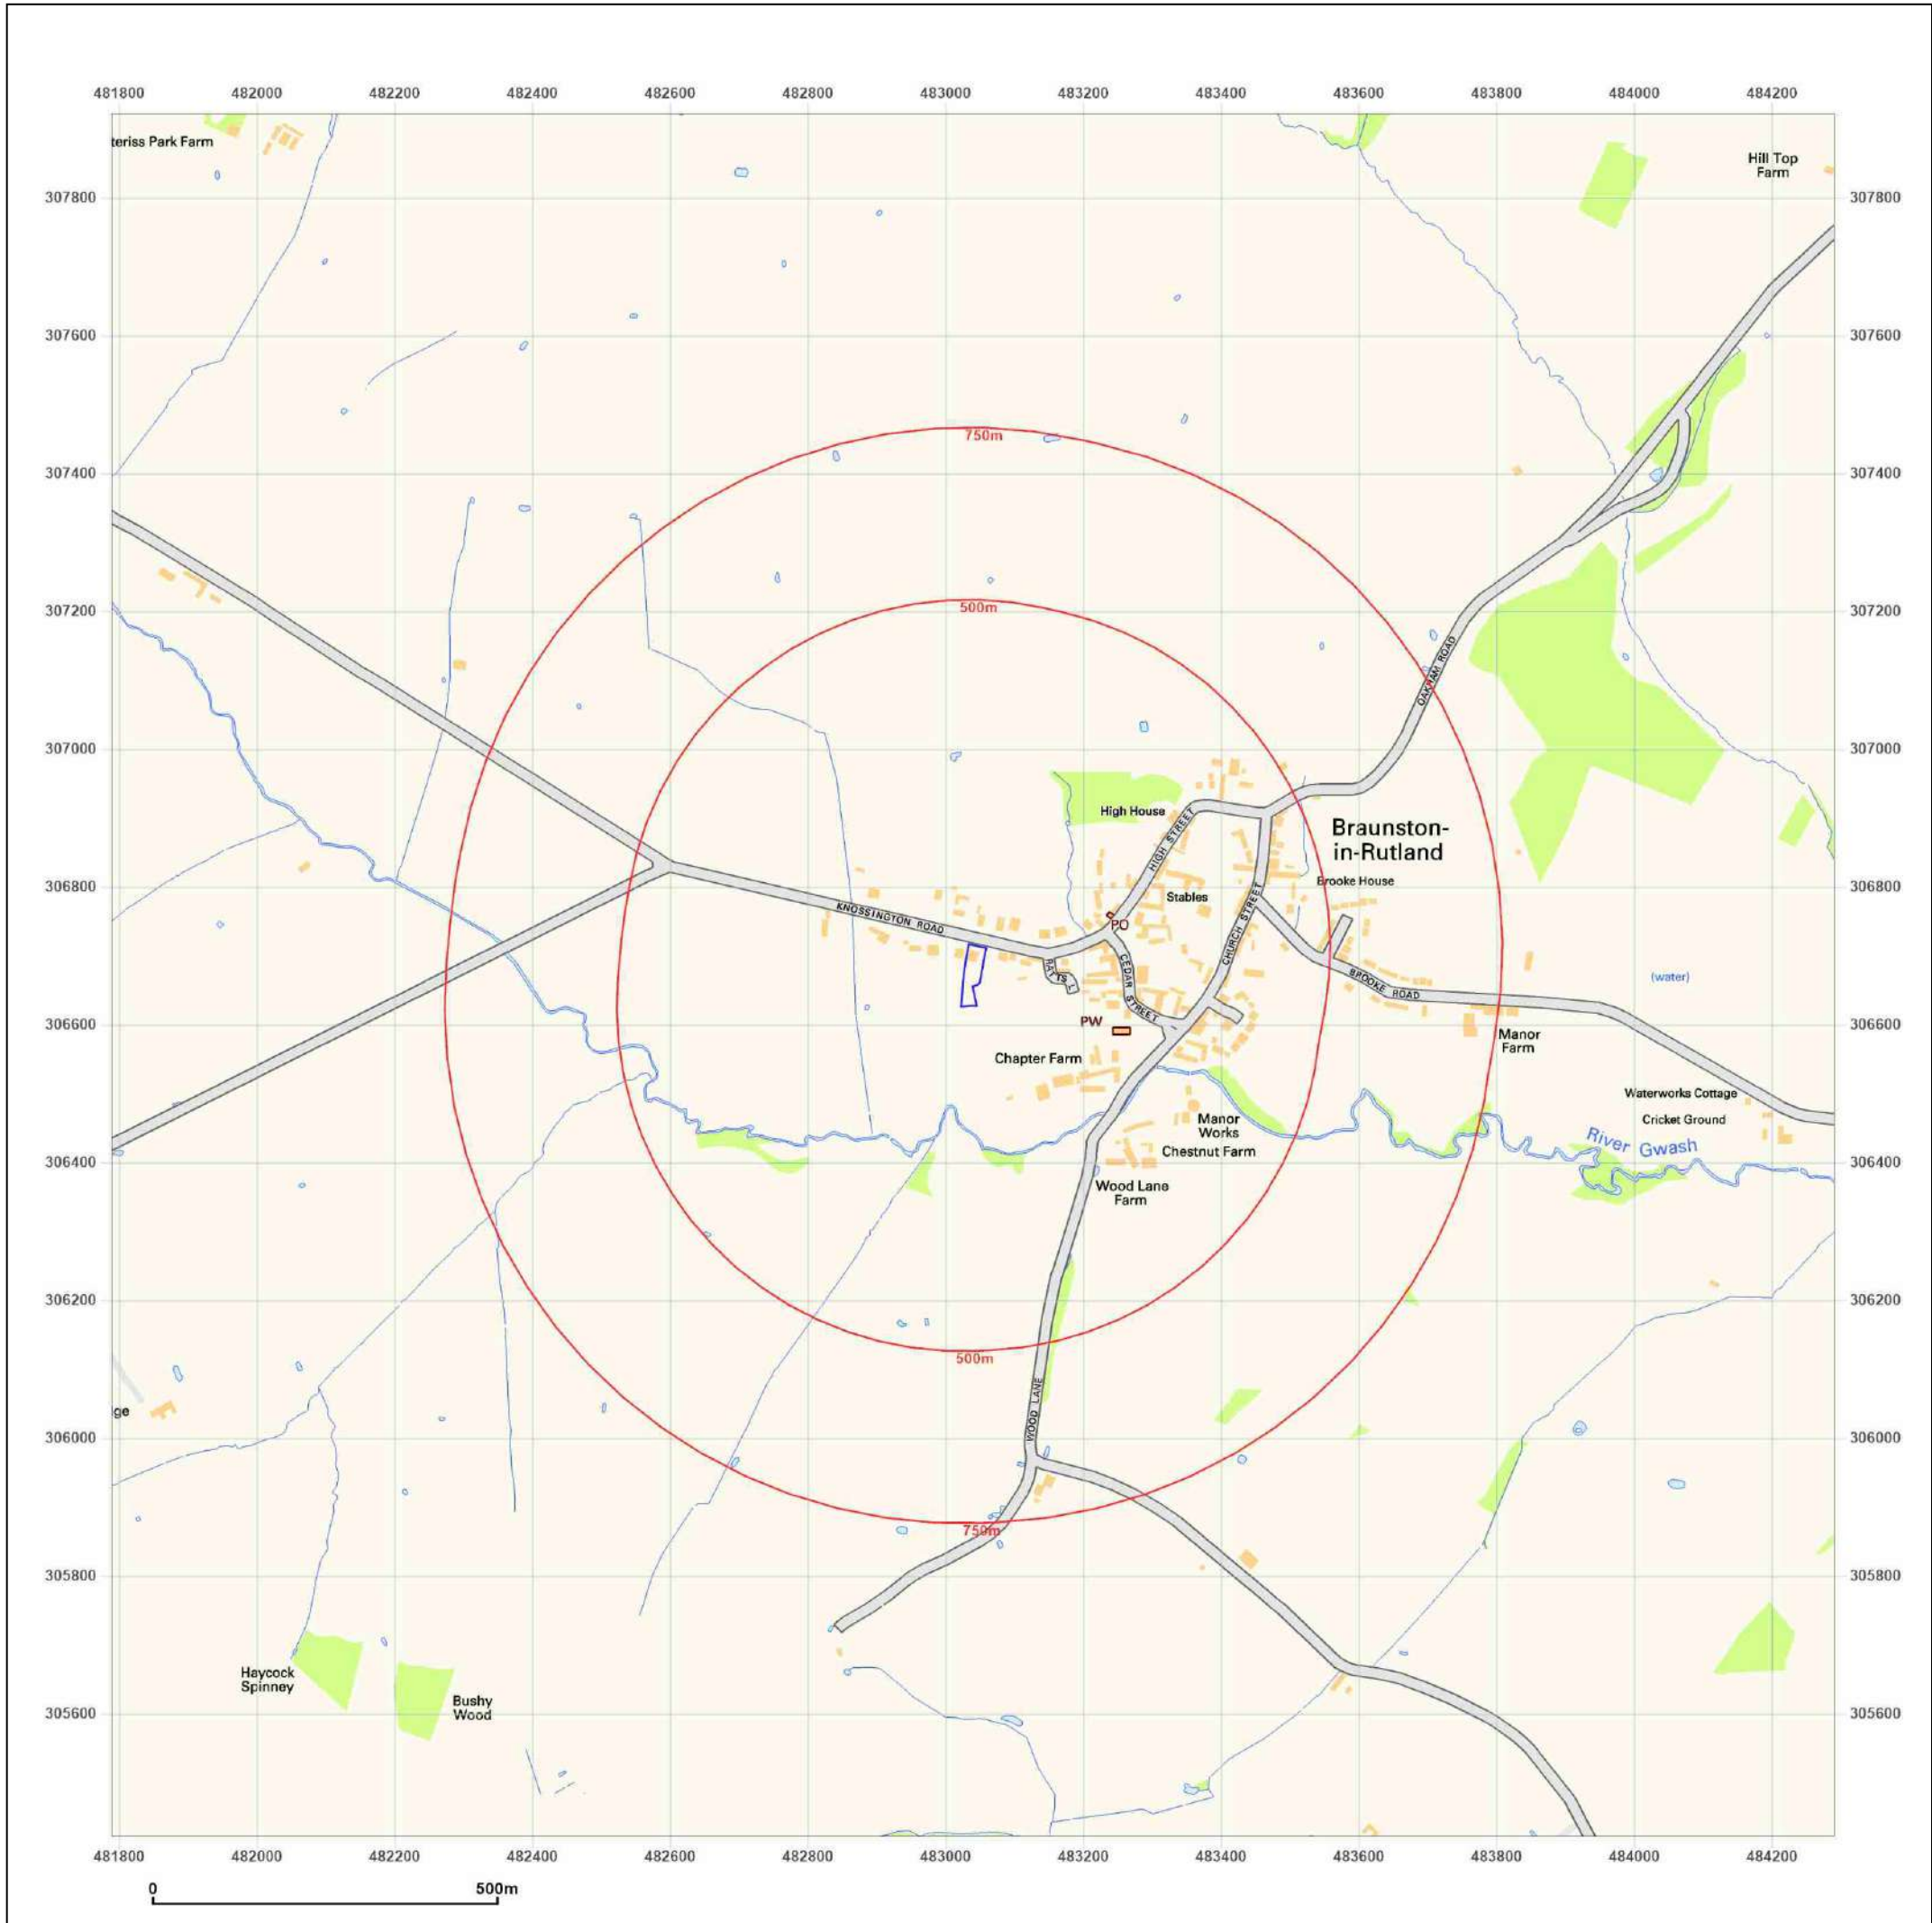 481800 482000 482200 482400 482600 482800 483000 483200 483400 483600 483800 484000 484200
teriss Park Farm
Hill Top
Farm
307800 307800
307600 307600
750m
307400 307400
307200 307200
500m
OAKHAM ROAD
307000 307000
High House
HIGH STREET
Braunston-
in-Rutland
306800 306800
Brooke House
Stables
KNOSSINGTON ROAD
PO
CHURCH STREET
CEDAR STREET
BROOKE ROAD
(water)
306600 306600
PW
Manor
Farm
Chapter Farm
Waterworks Cottage
Cricket Ground
Manor
Works
River Gwash
Chestnut Farm
306400 306400
Wood Lane
Farm
306200 306200
500m
WOOD LANE
ge
306000 306000
750m
305800 305800
Haycock
Spinney
Bushy
Wood
305600 305600
481800 482000 482200 482400 482600 482800 483000 483200 483400 483600 483800 484000 484200
0 500m